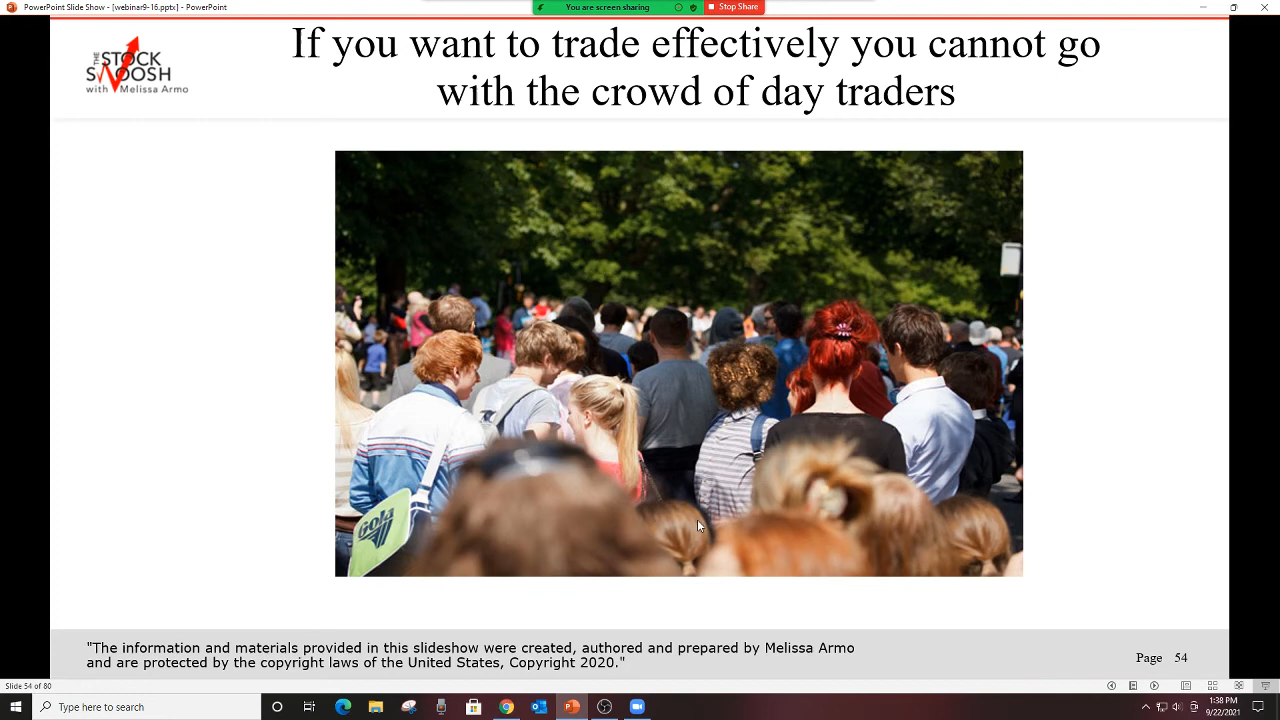 PowerPoint Slide Show - [webinar9-16.pptx] - PowerPoint
You are screen sharing
Stop Share
THE STOCK
SWOOSH
with Melissa Armo
If you want to trade effectively you cannot go
with the crowd of day traders
Gola
"The information and materials provided in this slideshow were created, authored and prepared by Melissa Armo
and are protected by the copyright laws of the United States, Copyright 2020."
Page 54
Slide 54 of 80
Type here to search
1:38 PM
9/22/2021